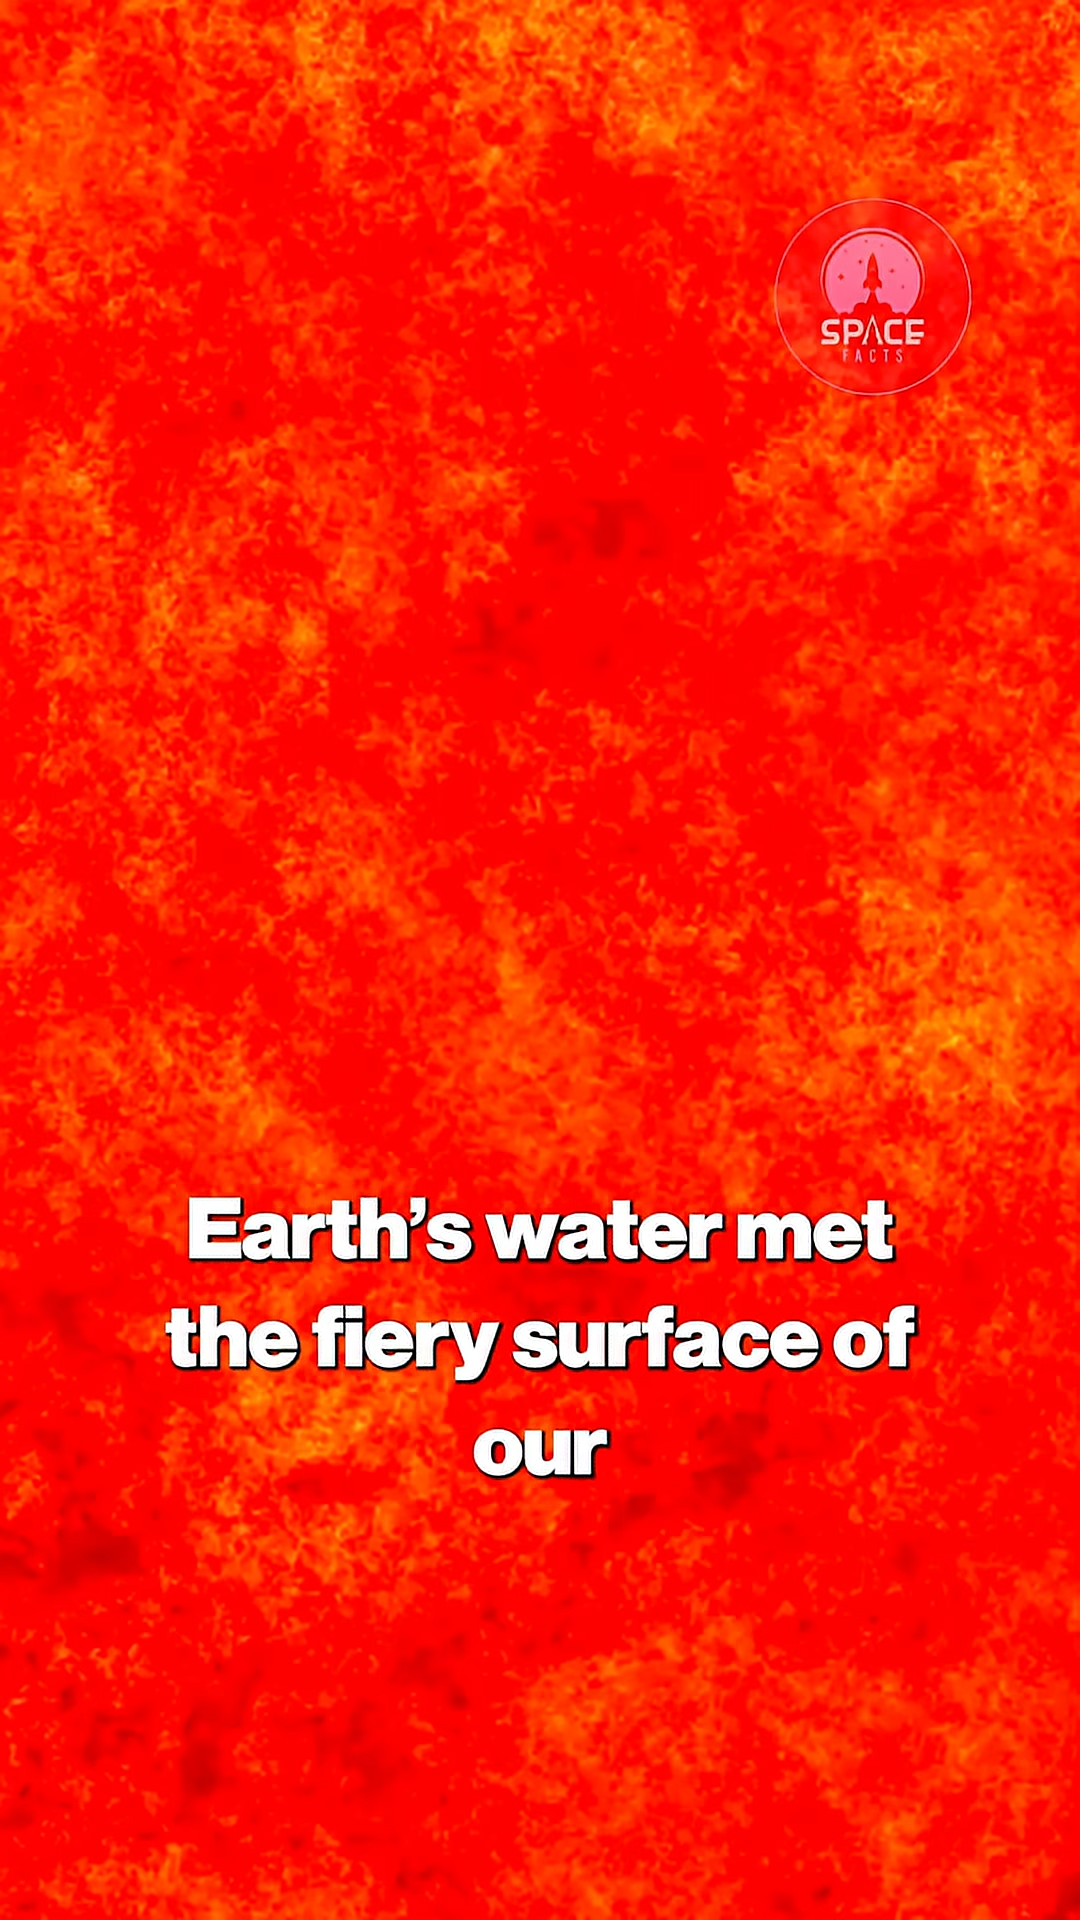 SPACE
FACTS
Earth’s water met
the fiery surface of
our